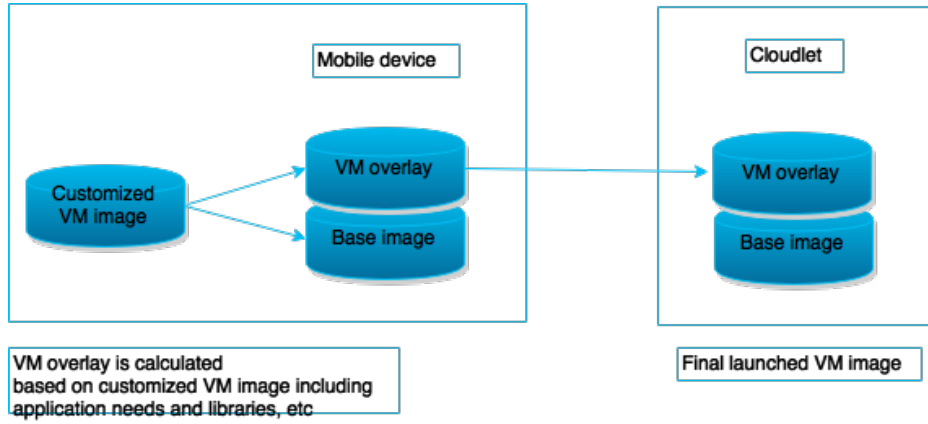 Mobile device
Cloudlet
Customized
VM image
VM overlay
Base image
VM overlay
Base image
VM overlay is calculated
based on customized VM image including
application needs and libraries, etc
Final launched VM image